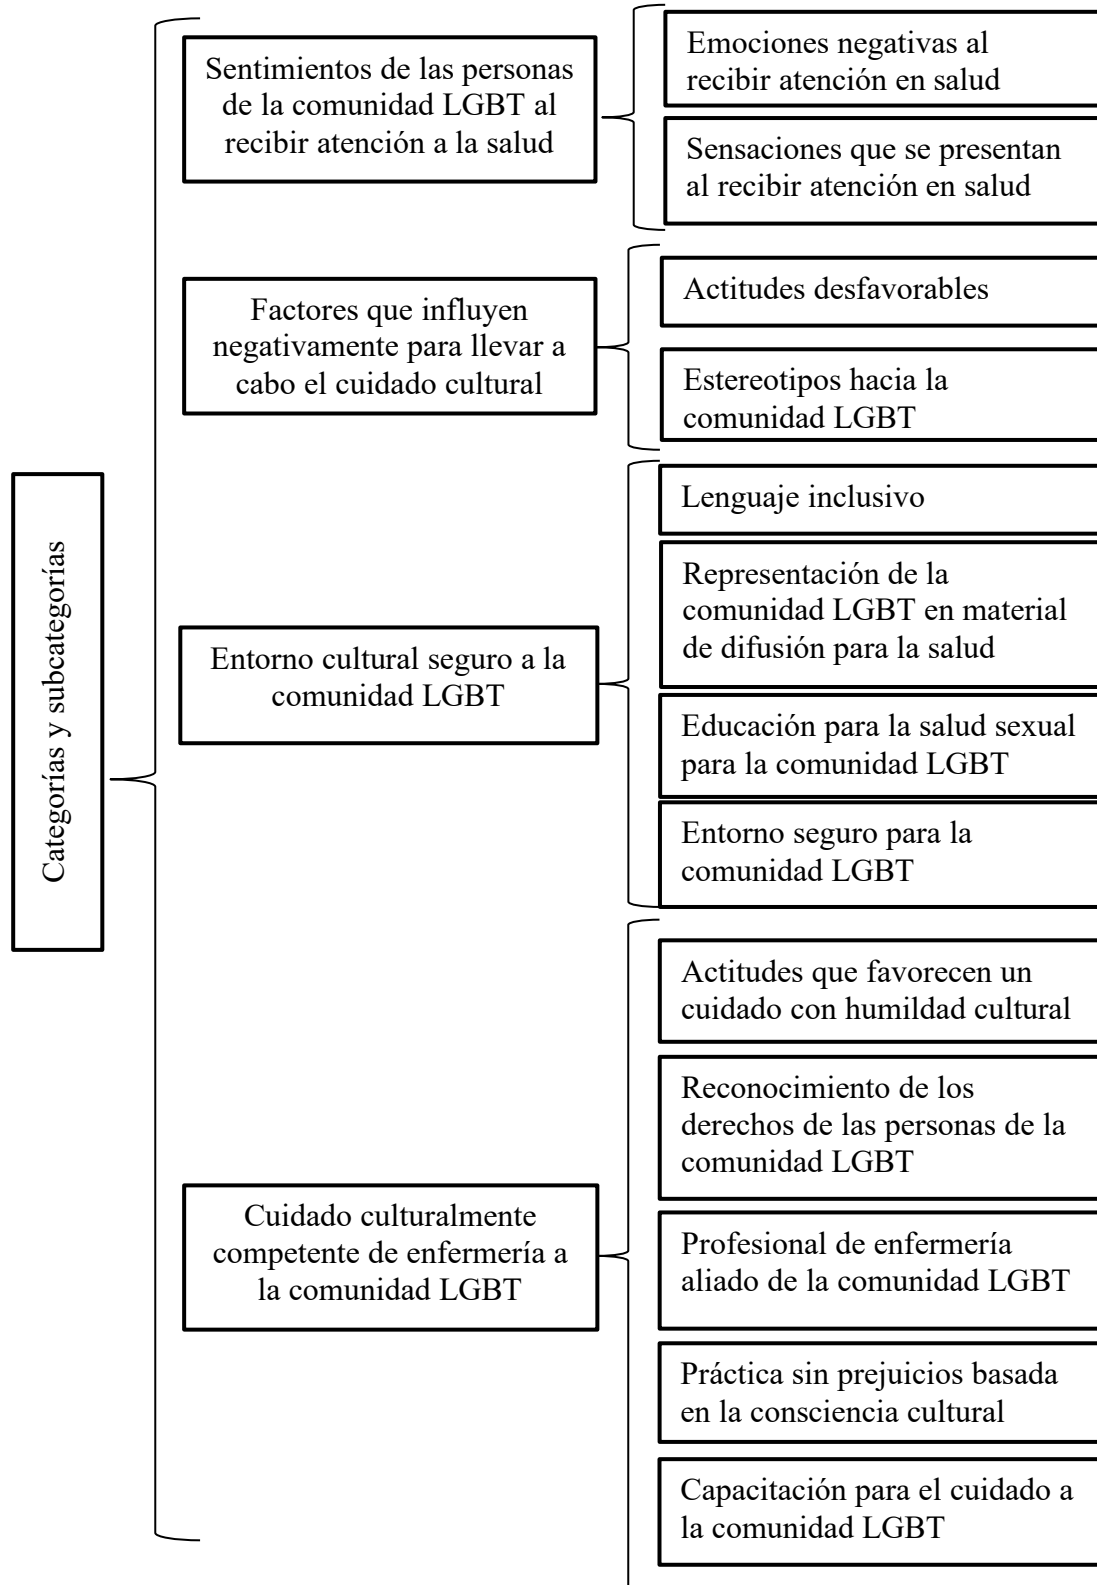 Categorías y subcategorías
Sentimientos de las personas
de la comunidad LGBT al
recibir atención a la salud
Emociones negativas al
recibir atención en salud
Sensaciones que se presentan
al recibir atención en salud
Factores que influyen
negativamente para llevar a
cabo el cuidado cultural
Actitudes desfavorables
Estereotipos hacia la
comunidad LGBT
Entorno cultural seguro a la
comunidad LGBT
Lenguaje inclusivo
Representación de la
comunidad LGBT en material
de difusión para la salud
Educación para la salud sexual
para la comunidad LGBT
Entorno seguro para la
comunidad LGBT
Cuidado culturalmente
competente de enfermería a
la comunidad LGBT
Actitudes que favorecen un
cuidado con humildad cultural
Reconocimiento de los
derechos de las personas de la
comunidad LGBT
Profesional de enfermería
aliado de la comunidad LGBT
Práctica sin prejuicios basada
en la consciencia cultural
Capacitación para el cuidado a
la comunidad LGBT